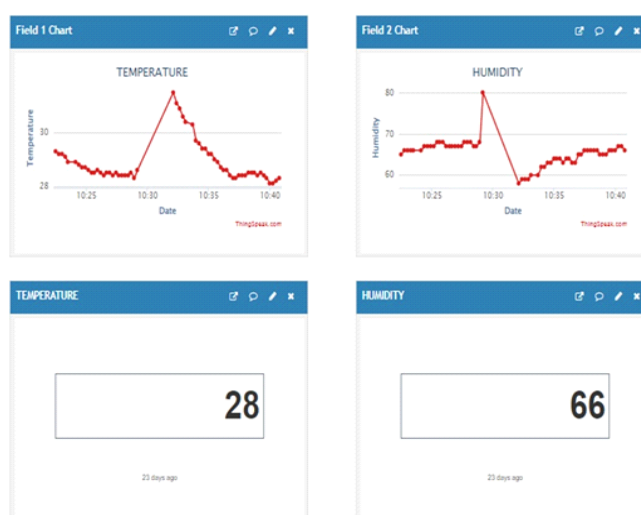 Field 1 Chart
TEMPERATURE
Temperature
30
28
10:25 10:30 10:35 10:40
Date
ThingSpeak.com
Field 2 Chart
HUMIDITY
Humidity
80
70
60
10:25 10:30 10:35 10:40
Date
ThingSpeak.com
TEMPERATURE
28
23 days ago
HUMIDITY
66
23 days ago